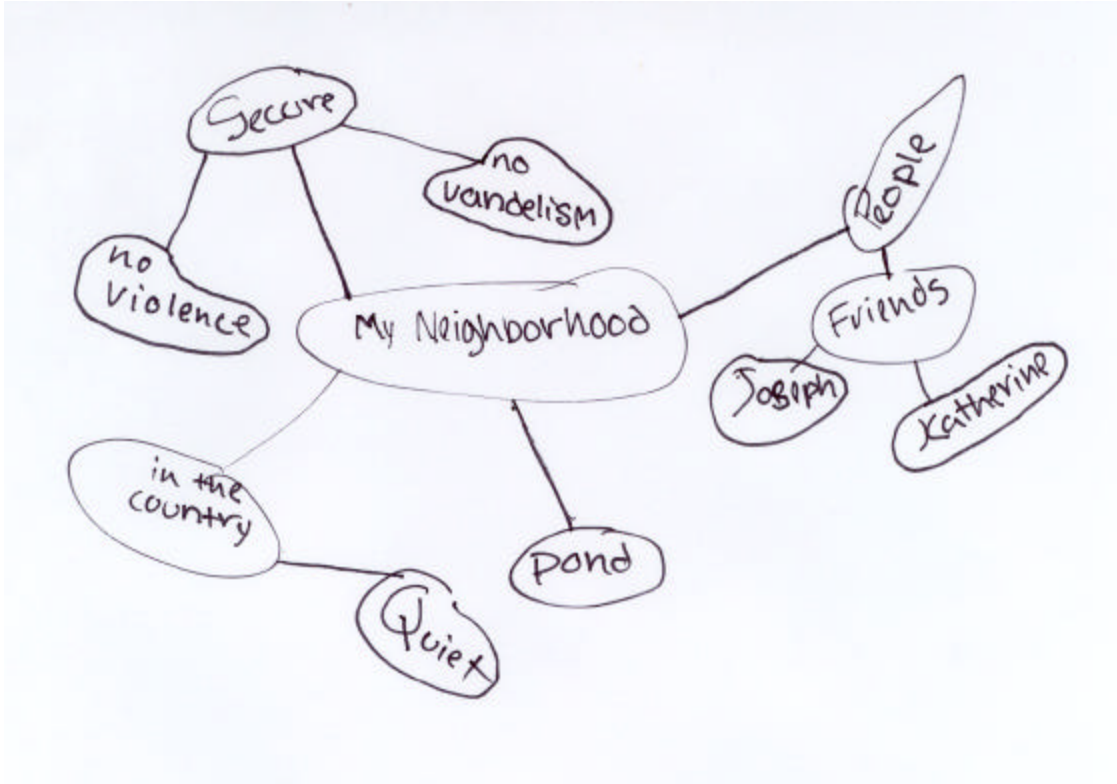 Secure
no
vandelism
People
no
violence
My Neighborhood
Friends
Joseph
Katherine
in the
country
pond
Quiet